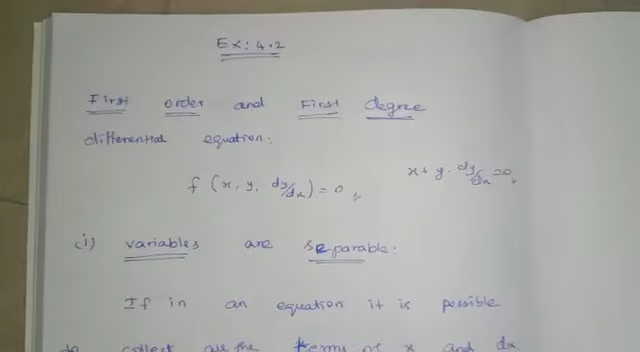 Ex: 4.2
First order and First degree
differential equation:
f (x, y, dy/dx) = 0,, x + y. dy/dx = 0,,
(i) variables are separable:
If in an equation it is possible
to collect all the terms of x and dx